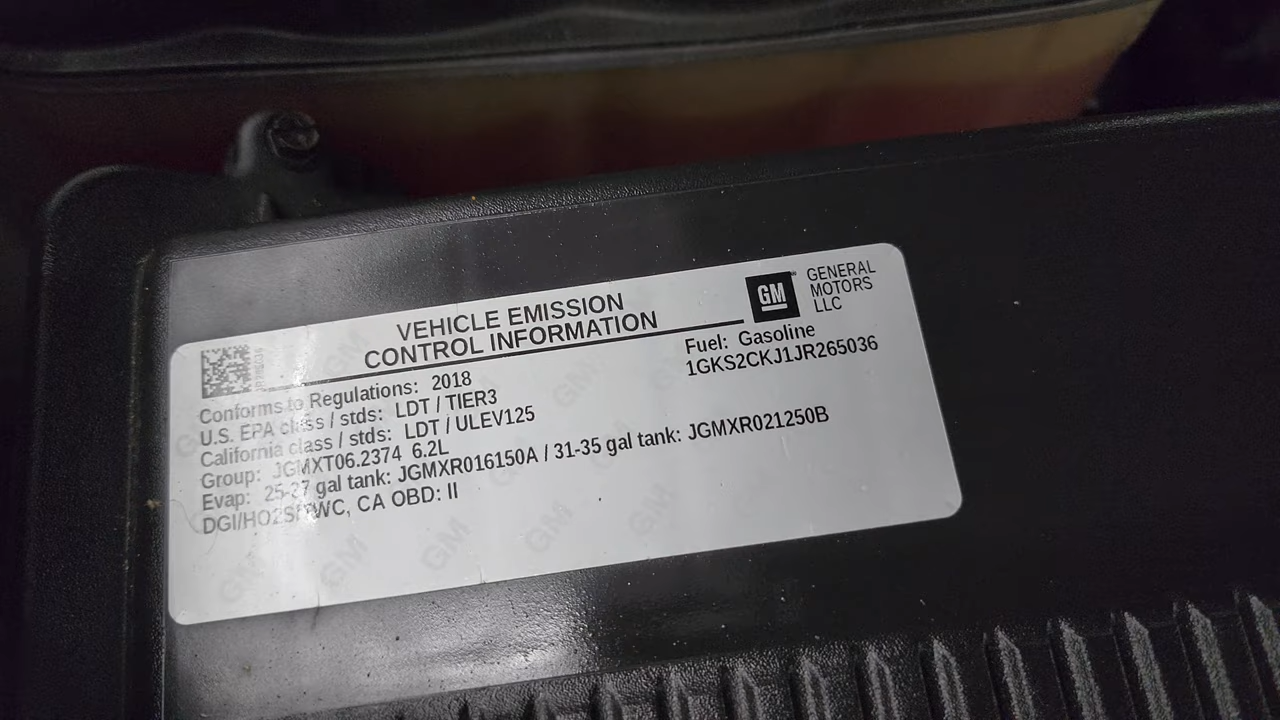 VEHICLE EMISSION
CONTROL INFORMATION
GM
GENERAL
MOTORS
LLC
Fuel: Gasoline
1GKS2CKJ1JR265036
Conforms to Regulations: 2018
U.S. EPA class / stds: LDT / TIER3
California class / stds: LDT / ULEV125
Group: JGMXT06.2374 6.2L
Evap: 25-27 gal tank: JGMXR016150A / 31-35 gal tank: JGMXR021250B
WC, CA OBD: II